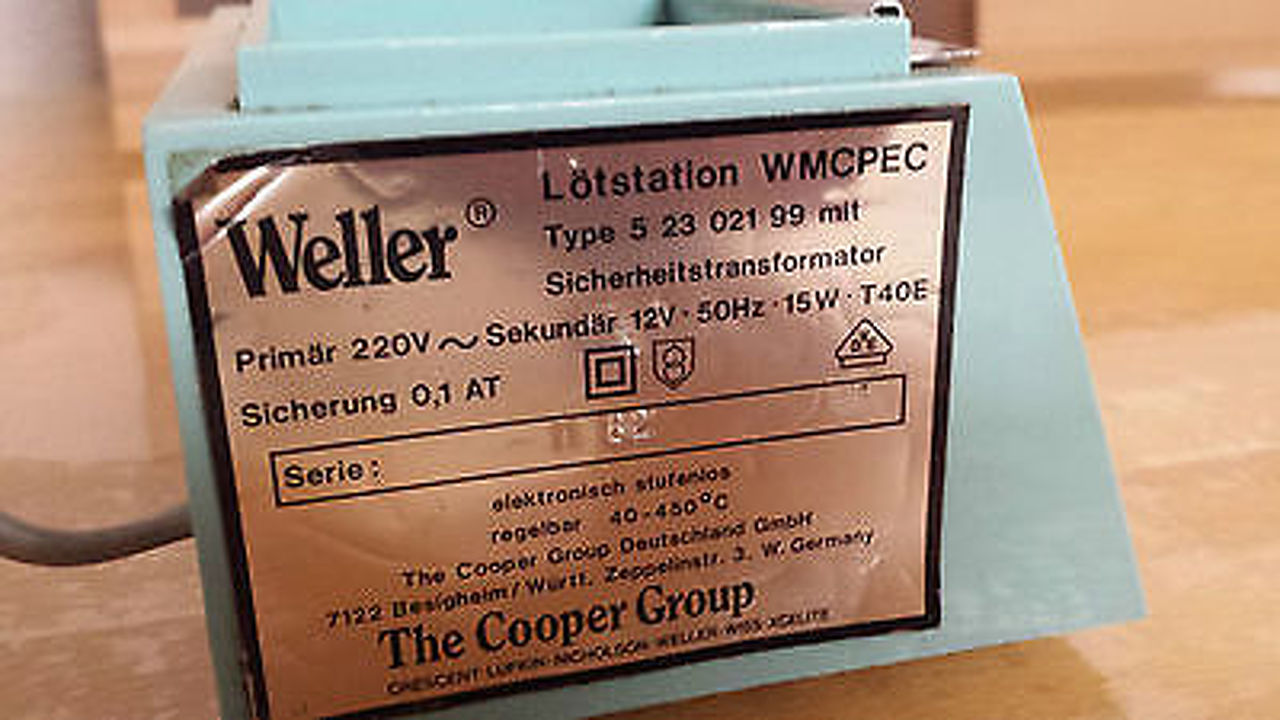 Weller®
Lötstation WMCPEC
Type 5 23 021 99 mit
Sicherheitstransformator
Primär 220V ~ Sekundär 12V · 50Hz · 15W · T40E
Sicherung 0,1 AT
8
Serie :
82
elektronisch stufenlos
regelbar 40-450°C
The Cooper Group Deutschland GmbH
7122 Besigheim/Württ. Zeppelinstr. 3. W. Germany
The Cooper Group
CRESCENT·LUFKIN·NICHOLSON·WELLER·WISS·XCELITE